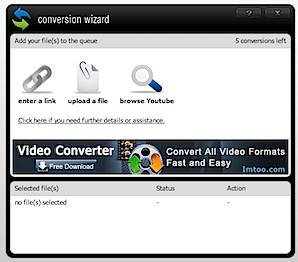 conversion wizard ? X
Add your file(s) to the queue 5 conversions left
enter a link upload a file browse Youtube
Click here if you need further details or assistance.
Video Converter Convert All Video Formats
Free Download Fast and Easy
Imtoo.com
Selected file(s) Status Action
no file(s) selected - -